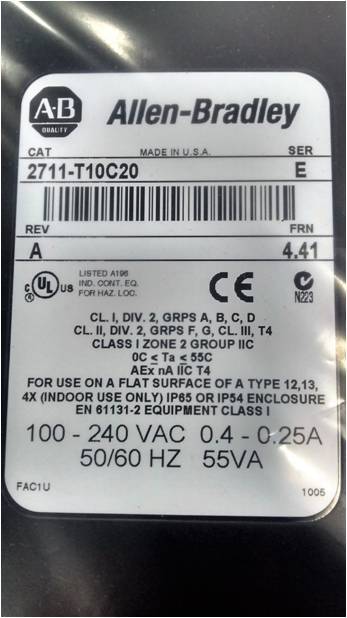 A·B
QUALITY
Allen-Bradley
CAT MADE IN U.S.A. SER
2711-T10C20 E
REV FRN
A 4.41
c UL US LISTED A196
IND. CONT. EQ.
FOR HAZ. LOC.
CE
N223
CL. I, DIV. 2, GRPS A, B, C, D
CL. II, DIV. 2, GRPS F, G, CL. III, T4
CLASS I ZONE 2 GROUP IIC
0C ≤ Ta ≤ 55C
AEx nA IIC T4
FOR USE ON A FLAT SURFACE OF A TYPE 12,13,
4X (INDOOR USE ONLY) IP65 OR IP54 ENCLOSURE
EN 61131-2 EQUIPMENT CLASS I
100 - 240 VAC 0.4 - 0.25A
50/60 HZ 55VA
FAC1U 1005